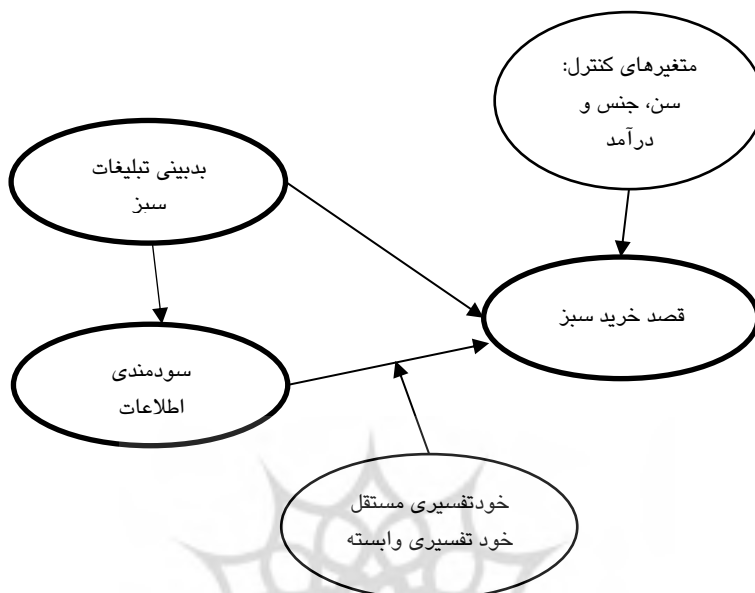 متغیرهای کنترل:
سن، جنس و
درآمد
بدبینی تبلیغات
سبز
قصد خرید سبز
سودمندی
اطلاعات
خودتفسیری مستقل
خود تفسیری وابسته